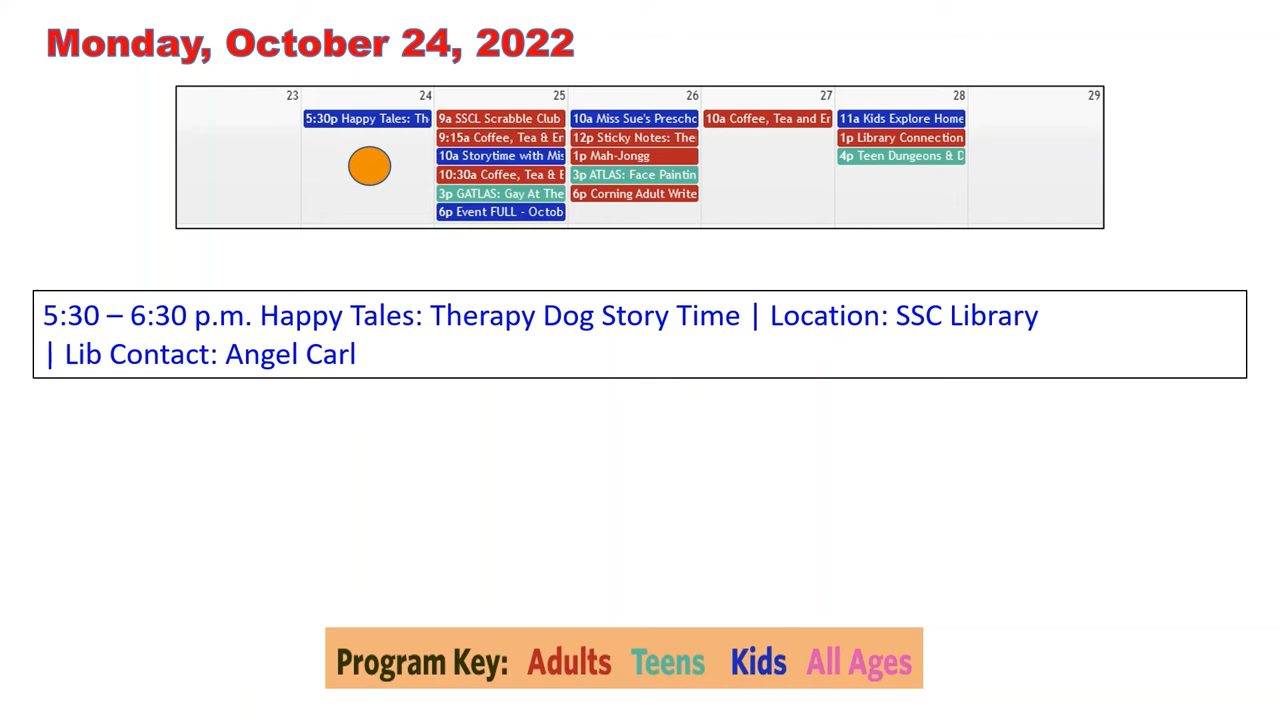 Monday, October 24, 2022
23 24 25 26 27 28 29
5:30p Happy Tales: Th
9a SSCL Scrabble Club
9:15a Coffee, Tea & Er
10a Storytime with Mis
10:30a Coffee, Tea & E
3p GATLAS: Gay At The
6p Event FULL - Octob
10a Miss Sue's Prescho
12p Sticky Notes: The
1p Mah-Jongg
3p ATLAS: Face Paintin
6p Corning Adult Write
10a Coffee, Tea and Er
11a Kids Explore Home
1p Library Connection
4p Teen Dungeons & D
5:30 – 6:30 p.m. Happy Tales: Therapy Dog Story Time | Location: SSC Library
| Lib Contact: Angel Carl
Program Key: Adults Teens Kids All Ages